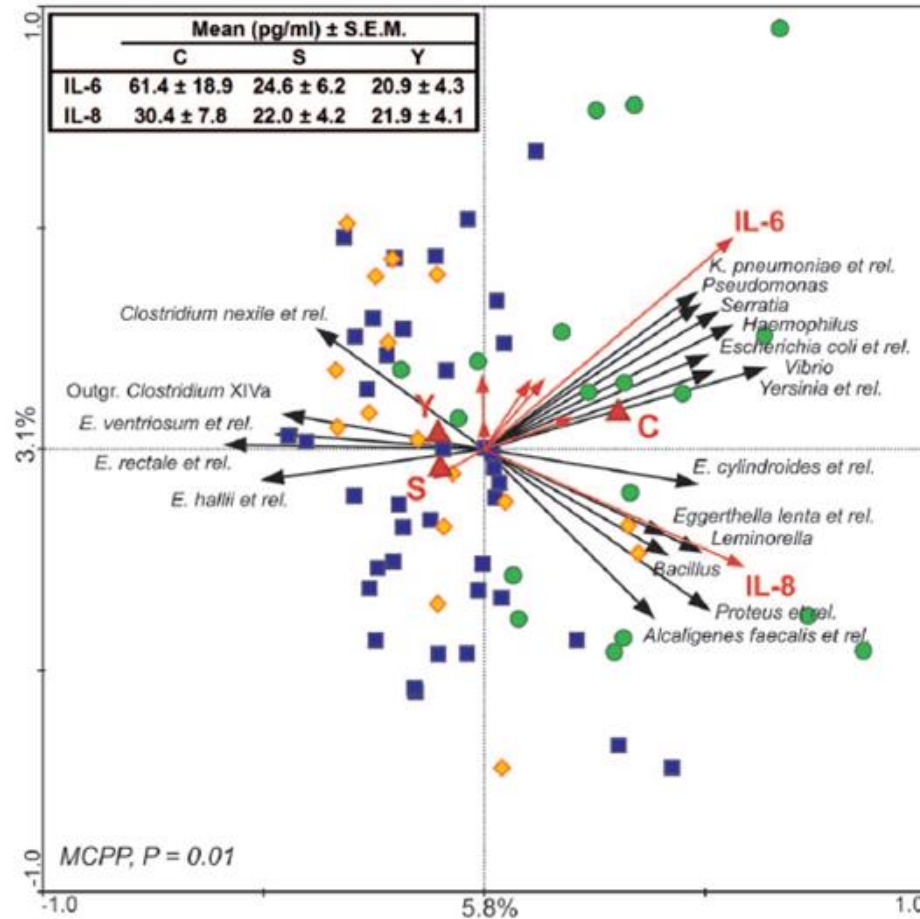 1.0
Mean (pg/ml) ± S.E.M.
C S Y
IL-6 61.4 ± 18.9 24.6 ± 6.2 20.9 ± 4.3
IL-8 30.4 ± 7.8 22.0 ± 4.2 21.9 ± 4.1
IL-6
K. pneumoniae et rel.
Pseudomonas
Serratia
Clostridium nexile et rel.
Haemophilus
Escherichia coli et rel.
Vibrio
Yersinia et rel.
Outgr. Clostridium XIVa
Y
C
E. ventriosum et rel.
3.1%
E. rectale et rel.
E. cylindroides et rel.
S
E. hallii et rel.
Eggerthella lenta et rel.
Leminorella
Bacillus
IL-8
Proteus et rel.
Alcaligenes faecalis et rel.
MCPP, P = 0.01
-1.0
-1.0 5.8% 1.0